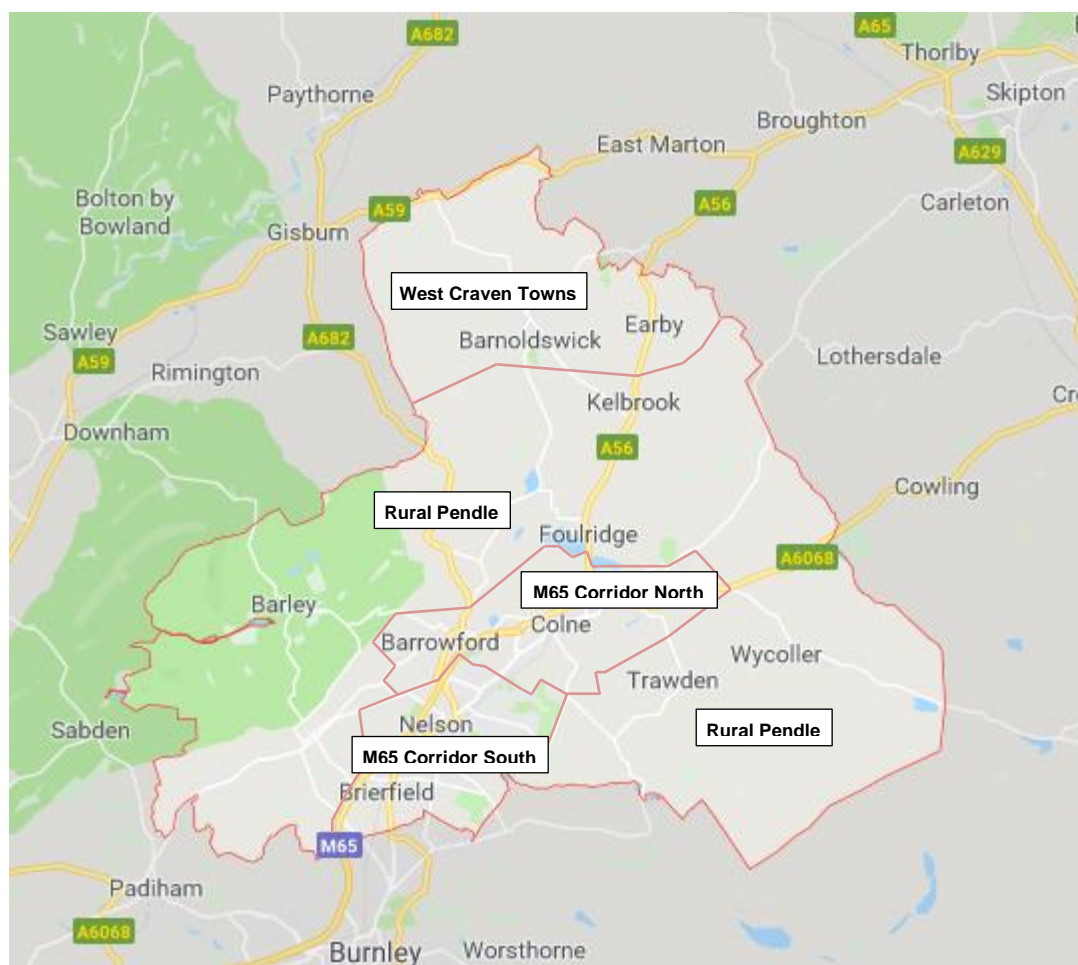 A682
A65
Thorlby
Paythorne
Skipton
Broughton
East Marton
A629
Bolton by
Bowland
A59
A56
Carleton
Gisburn
West Craven Towns
Sawley
A682
Earby
Barnoldswick
A59
Rimington
Lothersdale
Kelbrook
Cr
Downham
A56
Cowling
Rural Pendle
Foulridge
A6068
M65 Corridor North
Barley
Colne
Barrowford
Wycoller
Trawden
Sabden
Nelson
Rural Pendle
M65 Corridor South
Brierfield
M65
Padiham
A6068
Burnley
Worsthorne